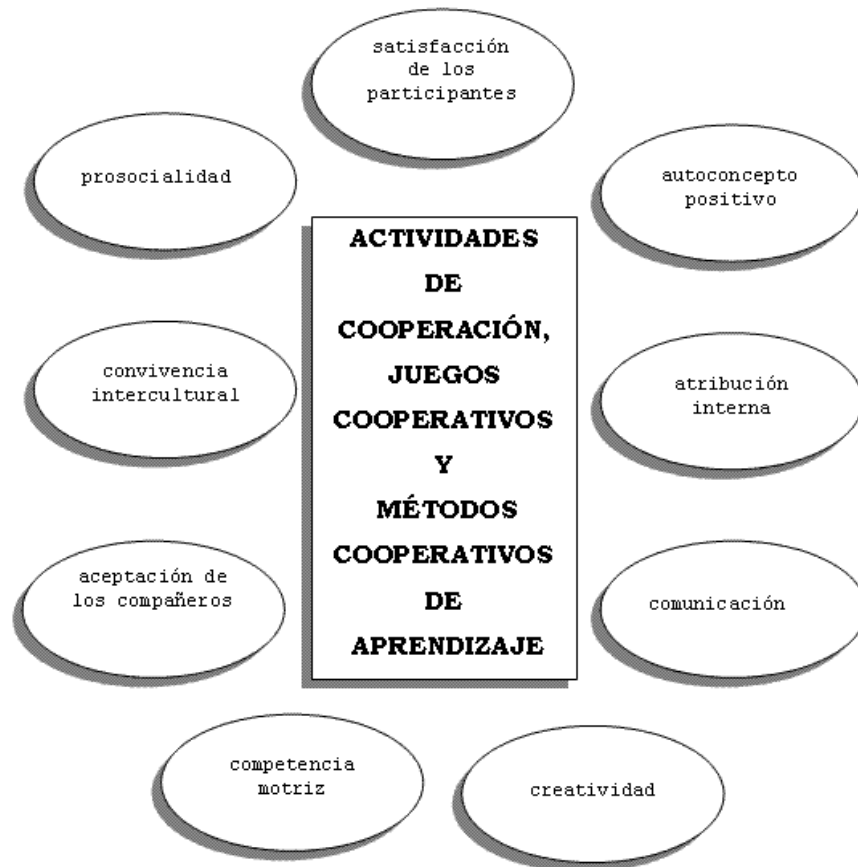 satisfacción
de los
participantes
prosocialidad
autoconcepto
positivo
ACTIVIDADES
DE
COOPERACIÓN,
JUEGOS
COOPERATIVOS
Y
MÉTODOS
COOPERATIVOS
DE
APRENDIZAJE
convivencia
intercultural
atribución
interna
aceptación de
los compañeros
comunicación
competencia
motriz
creatividad